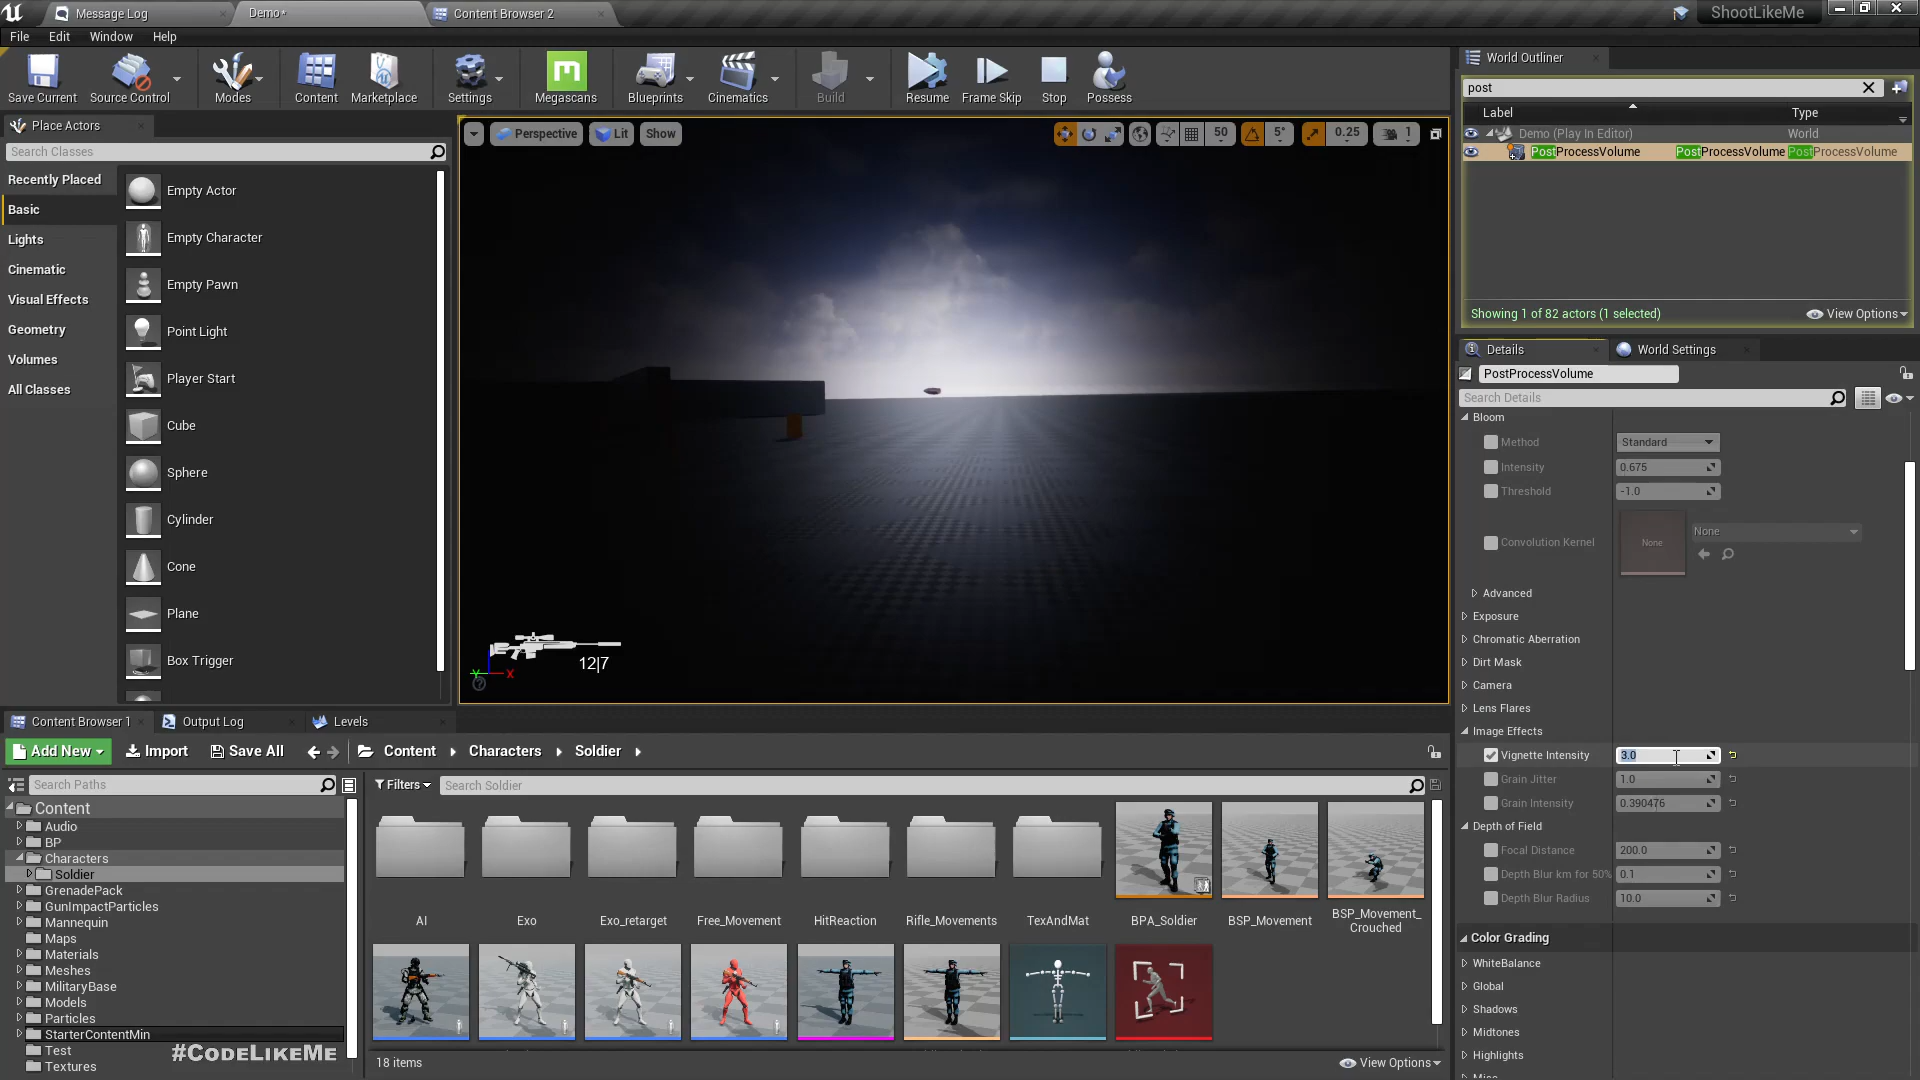 Message Log
Demo*
Content Browser 2
ShootLikeMe
File
Edit
Window
Help
Save Current
Source Control
Modes
Content
Marketplace
Settings
Megascans
Blueprints
Cinematics
Build
Resume
Frame Skip
Stop
Possess
Place Actors
Search Classes
Recently Placed
Basic
Lights
Cinematic
Visual Effects
Geometry
Volumes
All Classes
Empty Actor
Empty Character
Empty Pawn
Point Light
Player Start
Cube
Sphere
Cylinder
Cone
Plane
Box Trigger
Perspective
Lit
Show
50
5°
0.25
1
12|7
X
Y
World Outliner
post
Label
Type
Demo (Play In Editor)
World
PostProcessVolume
PostProcessVolume
PostProcessVolume
Showing 1 of 82 actors (1 selected)
View Options
Details
World Settings
PostProcessVolume
Search Details
Bloom
Method
Standard
Intensity
0.675
Threshold
-1.0
Convolution Kernel
None
None
Advanced
Exposure
Chromatic Aberration
Dirt Mask
Camera
Lens Flares
Image Effects
Vignette Intensity
3.0
Grain Jitter
1.0
Grain Intensity
0.390476
Depth of Field
Focal Distance
200.0
Depth Blur km for 50%
0.1
Depth Blur Radius
10.0
Color Grading
WhiteBalance
Global
Shadows
Midtones
Highlights
Misc
Content Browser 1
Output Log
Levels
Add New
Import
Save All
Content
Characters
Soldier
Search Paths
Filters
Search Soldier
Content
Audio
BP
Characters
Soldier
GrenadePack
GunImpactParticles
Mannequin
Maps
Materials
Meshes
MilitaryBase
Models
Particles
StarterContentMin
Test
Textures
#CODELIKEME
AI
Exo
Exo_retarget
Free_Movement
HitReaction
Rifle_Movements
TexAndMat
BPA_Soldier
BSP_Movement
BSP_Movement_
Crouched
18 items
View Options